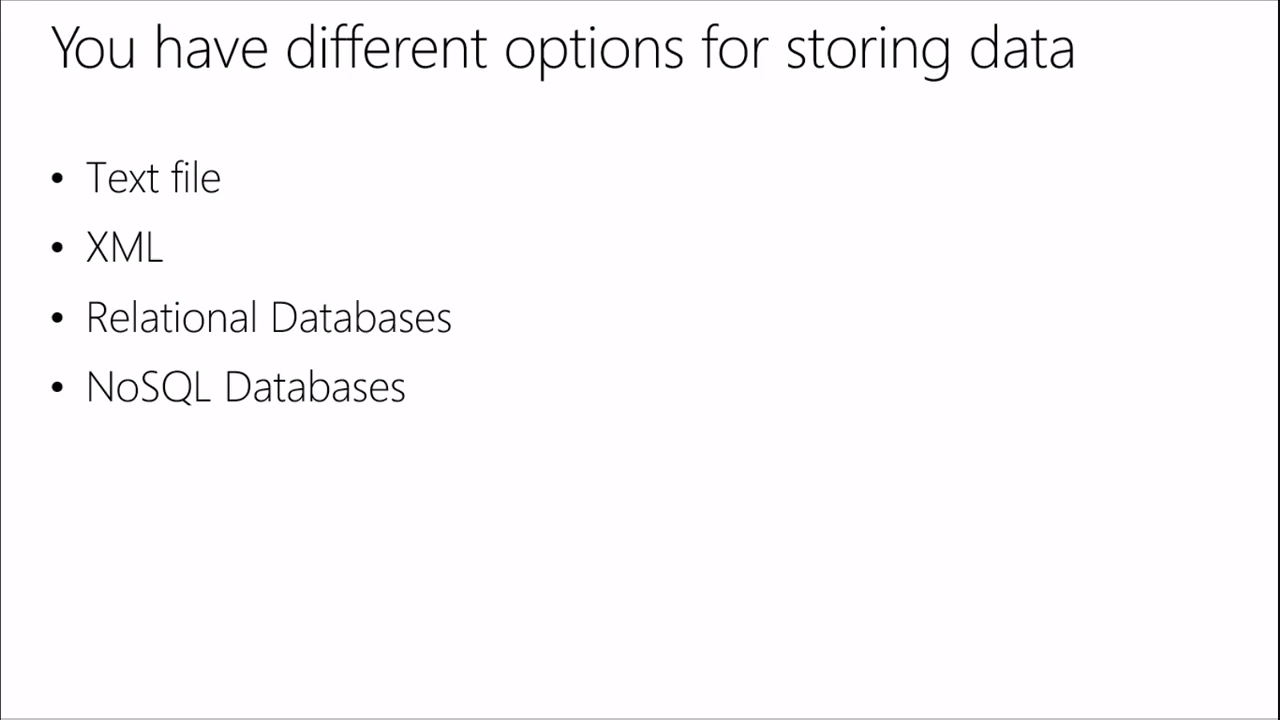 You have different options for storing data
• Text file
• XML
• Relational Databases
• NoSQL Databases